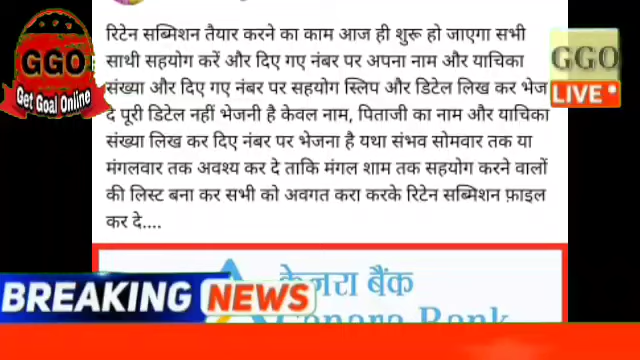 रिटेन सब्मिशन तैयार करने का काम आज ही शुरू हो जाएगा सभी
साथी सहयोग करें और दिए गए नंबर पर अपना नाम और याचिका
संख्या और दिए गए नंबर पर सहयोग स्लिप और डिटेल लिख कर भेज
दे पूरी डिटेल नहीं भेजनी है केवल नाम, पिताजी का नाम और याचिका
संख्या लिख कर दिए नंबर पर भेजना है यथा संभव सोमवार तक या
मंगलवार तक अवश्य कर दे ताकि मंगल शाम तक सहयोग करने वालों
की लिस्ट बना कर सभी को अवगत करा करके रिटेन सब्मिशन फ़ाइल
कर दे....
GGO
Get Goal Online
GGO
LIVE
केनरा बैंक
Canara Bank
BREAKING NEWS